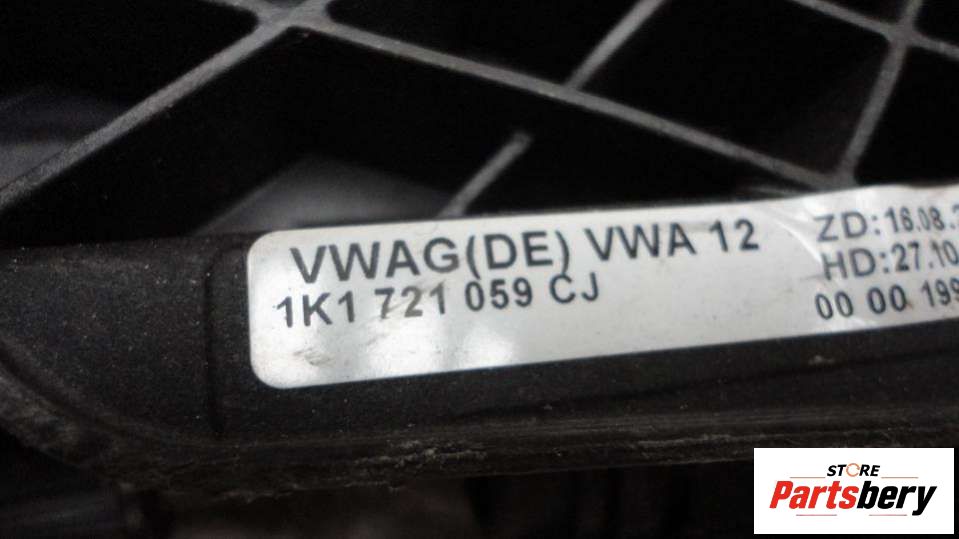 VWAG(DE) VWA 12
1K1 721 059 CJ
ZD:16.08.
HD:27.10
00 00 199
STORE
Partsbery